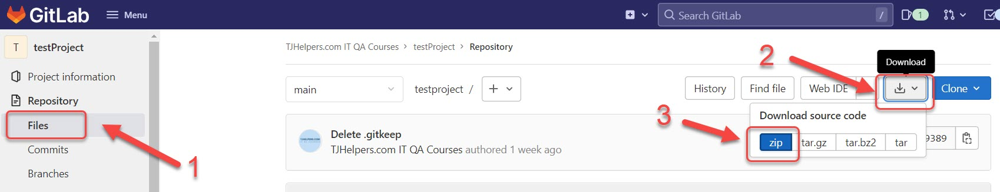 GitLab
Menu
Search GitLab
/
1
T
testProject
TJHelpers.com IT QA Courses > testProject > Repository
2
Download
Project information
main
testproject /
+
History
Find file
Web IDE
Clone
Repository
Files
3
Download source code
zip
tar.gz
tar.bz2
tar
9389
Delete .gitkeep
TJHelpers.com IT QA Courses authored 1 week ago
TJHELPERS.COM
Commits
1
Branches